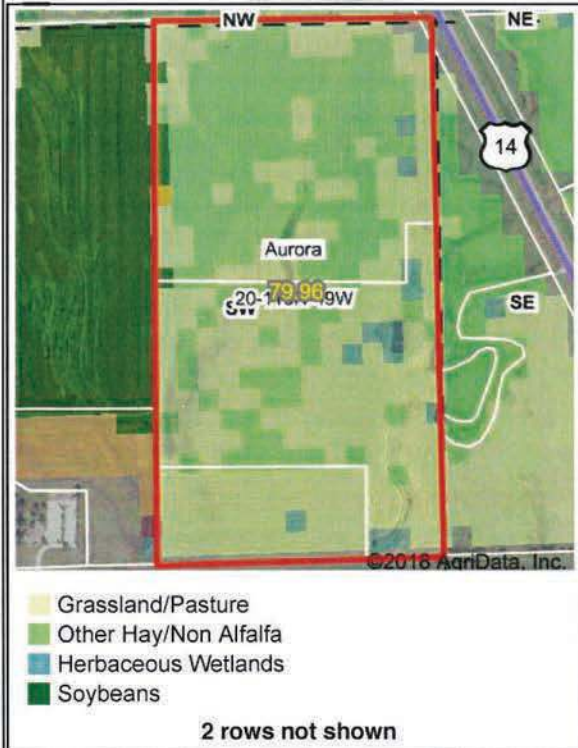 NW
NE
14
Aurora
79.96
SW
SE
©2018 AgriData, Inc.
Grassland/Pasture
Other Hay/Non Alfalfa
Herbaceous Wetlands
Soybeans
2 rows not shown